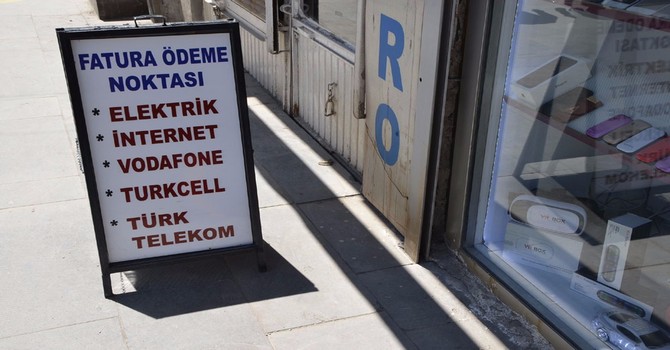 FATURA ÖDEME
NOKTASI
* ELEKTRİK
* İNTERNET
* VODAFONE
* TURKCELL
* TÜRK
TELEKOM
R
O